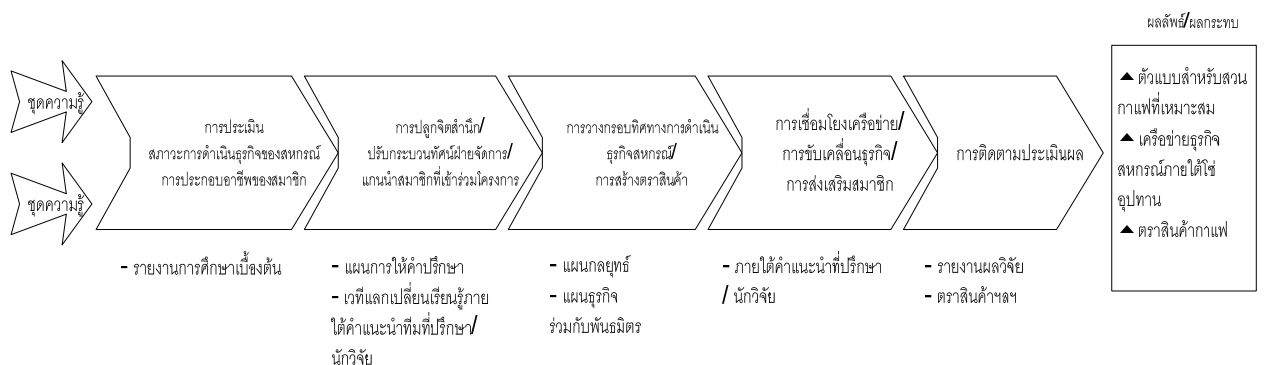 ผลลัพธ์/ผลกระทบ
ชุดความรู้
ชุดความรู้
การประเมิน
สภาวะการดำเนินธุรกิจของสหกรณ์
การประกอบอาชีพของสมาชิก
- รายงานการศึกษาเบื้องต้น
การปลูกจิตสำนึก/
ปรับกระบวนทัศน์ฝ่ายจัดการ/
แกนนำสมาชิกที่เข้าร่วมโครงการ
- แผนการให้คำปรึกษา
- เวทีแลกเปลี่ยนเรียนรู้ภาย
ใต้คำแนะนำทีมที่ปรึกษา/
นักวิจัย
การวางกรอบทิศทางการดำเนิน
ธุรกิจสหกรณ์/
การสร้างตราสินค้า
- แผนกลยุทธ์
- แผนธุรกิจ
ร่วมกับพันธมิตร
การเชื่อมโยงเครือข่าย/
การขับเคลื่อนธุรกิจ/
การส่งเสริมสมาชิก
- ภายใต้คำแนะนำที่ปรึกษา
/ นักวิจัย
การติดตามประเมินผล
- รายงานผลวิจัย
- ตราสินค้าฯลฯ
▲ ตัวแบบสำหรับสวน
กาแฟที่เหมาะสม
▲ เครือข่ายธุรกิจ
สหกรณ์ภายใต้โซ่
อุปทาน
▲ ตราสินค้ากาแฟ